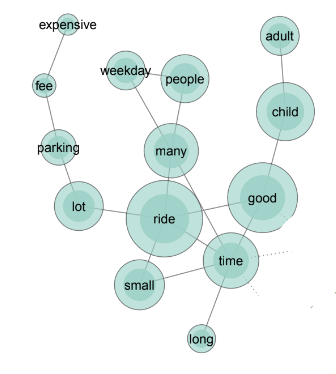 expensive
adult
weekday
people
fee
child
parking
many
lot
ride
good
time
small
long